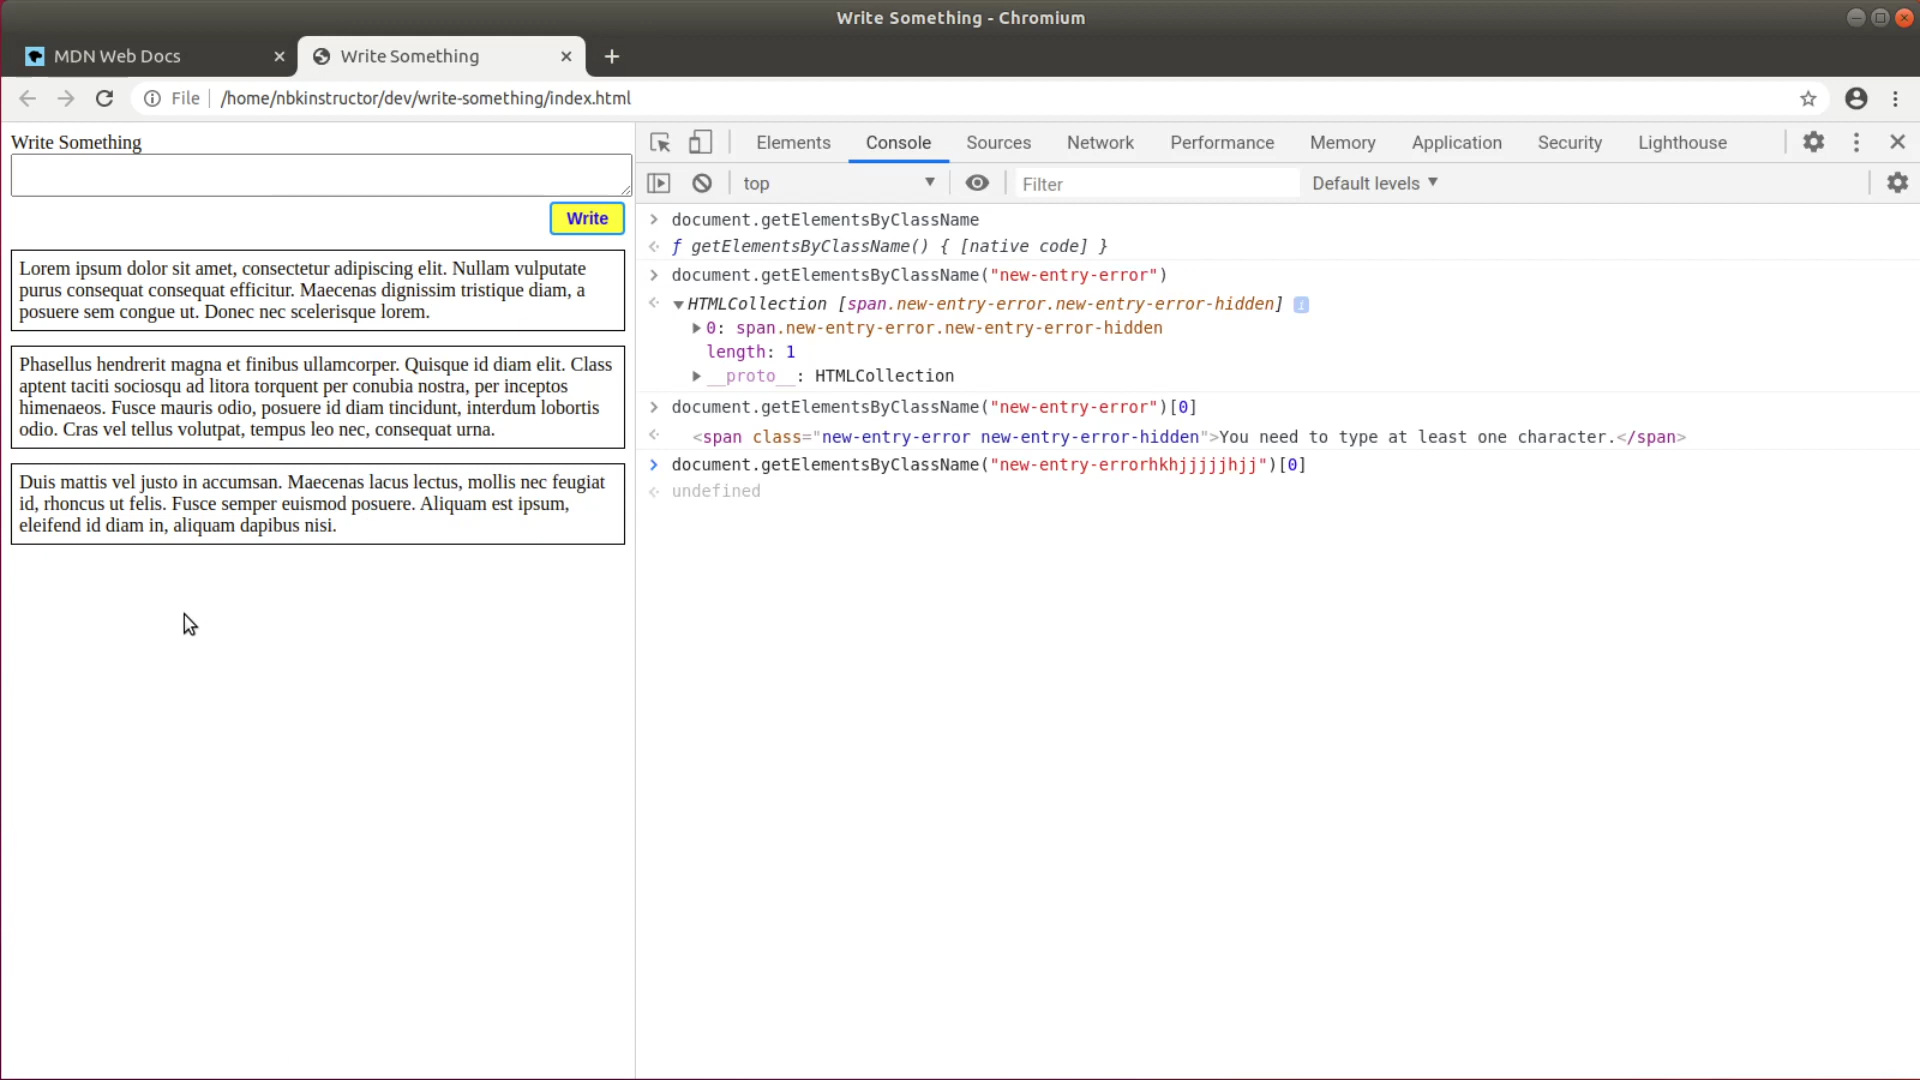 Write Something - Chromium
MDN Web Docs
Write Something
File
/home/nbkinstructor/dev/write-something/index.html
Write Something
Write
Lorem ipsum dolor sit amet, consectetur adipiscing elit. Nullam vulputate
purus consequat consequat efficitur. Maecenas dignissim tristique diam, a
posuere sem congue ut. Donec nec scelerisque lorem.
Phasellus hendrerit magna et finibus ullamcorper. Quisque id diam elit. Class
aptent taciti sociosqu ad litora torquent per conubia nostra, per inceptos
himenaeos. Fusce mauris odio, posuere id diam tincidunt, interdum lobortis
odio. Cras vel tellus volutpat, tempus leo nec, consequat urna.
Duis mattis vel justo in accumsan. Maecenas lacus lectus, mollis nec feugiat
id, rhoncus ut felis. Fusce semper euismod posuere. Aliquam est ipsum,
eleifend id diam in, aliquam dapibus nisi.
Elements Console Sources Network Performance Memory Application Security Lighthouse
top Filter Default levels
document.getElementsByClassName
ƒ getElementsByClassName() { [native code] }
document.getElementsByClassName("new-entry-error")
HTMLCollection [span.new-entry-error.new-entry-error-hidden] i
0: span.new-entry-error.new-entry-error-hidden
length: 1
__proto__: HTMLCollection
document.getElementsByClassName("new-entry-error")[0]
<span class="new-entry-error new-entry-error-hidden">You need to type at least one character.</span>
document.getElementsByClassName("new-entry-errorhkhjjjjjhjj")[0]
undefined